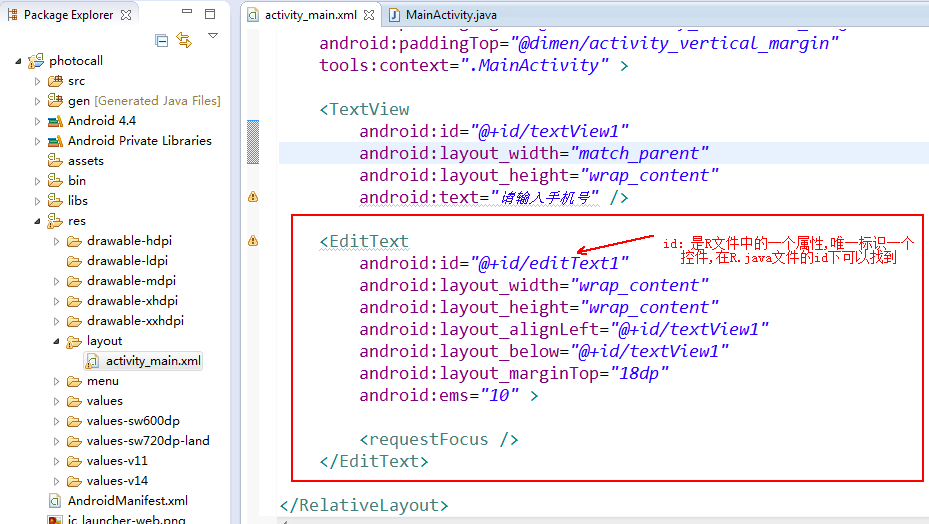 Package Explorer
photocall
src
gen [Generated Java Files]
Android 4.4
Android Private Libraries
assets
bin
libs
res
drawable-hdpi
drawable-ldpi
drawable-mdpi
drawable-xhdpi
drawable-xxhdpi
layout
activity_main.xml
menu
values
values-sw600dp
values-sw720dp-land
values-v11
values-v14
AndroidManifest.xml
ic_launcher-web.png
activity_main.xml
MainActivity.java
android:paddingTop="@dimen/activity_vertical_margin"
tools:context=".MainActivity" >
<TextView
android:id="@+id/textView1"
android:layout_width="match_parent"
android:layout_height="wrap_content"
android:text="请输入手机号" />
<EditText
android:id="@+id/editText1"
android:layout_width="wrap_content"
android:layout_height="wrap_content"
android:layout_alignLeft="@+id/textView1"
android:layout_below="@+id/textView1"
android:layout_marginTop="18dp"
android:ems="10" >
<requestFocus />
</EditText>
</RelativeLayout>
id: 是R文件中的一个属性,唯一标识一个
控件,在R.java文件的id下可以找到